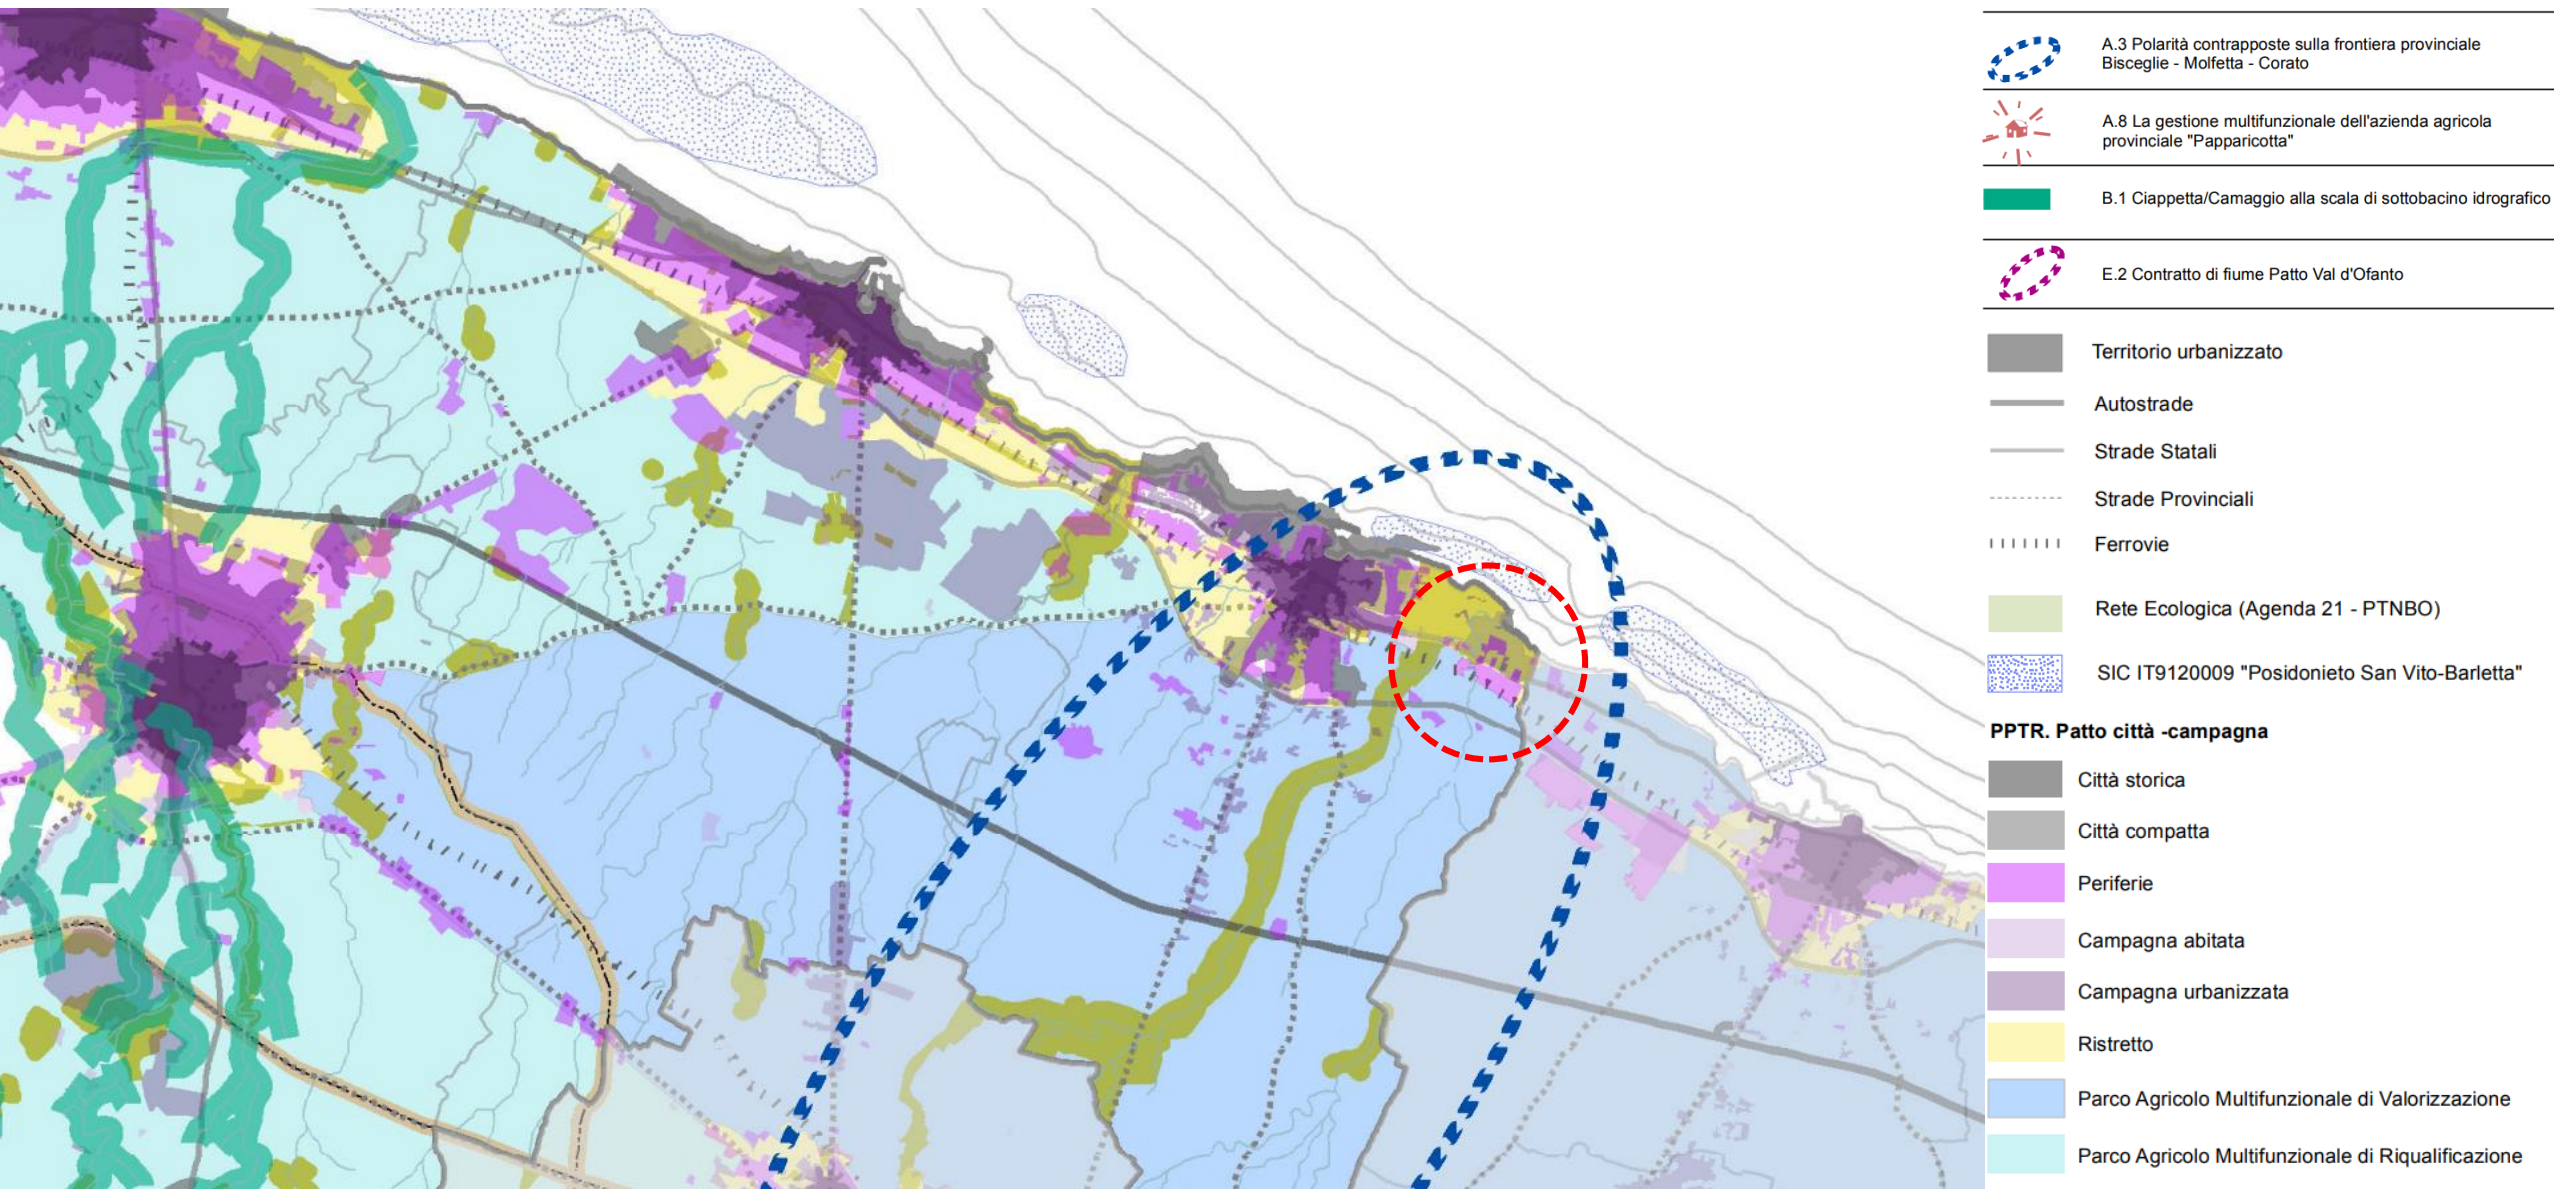 A.3 Polarità contrapposte sulla frontiera provinciale
Bisceglie - Molfetta - Corato
A.8 La gestione multifunzionale dell'azienda agricola
provinciale "Papparicotta"
B.1 Ciappetta/Camaggio alla scala di sottobacino idrografico
E.2 Contratto di fiume Patto Val d'Ofanto
Territorio urbanizzato
Autostrade
Strade Statali
Strade Provinciali
Ferrovie
Rete Ecologica (Agenda 21 - PTNBO)
SIC IT9120009 "Posidonieto San Vito-Barletta"
PPTR. Patto città -campagna
Città storica
Città compatta
Periferie
Campagna abitata
Campagna urbanizzata
Ristretto
Parco Agricolo Multifunzionale di Valorizzazione
Parco Agricolo Multifunzionale di Riqualificazione